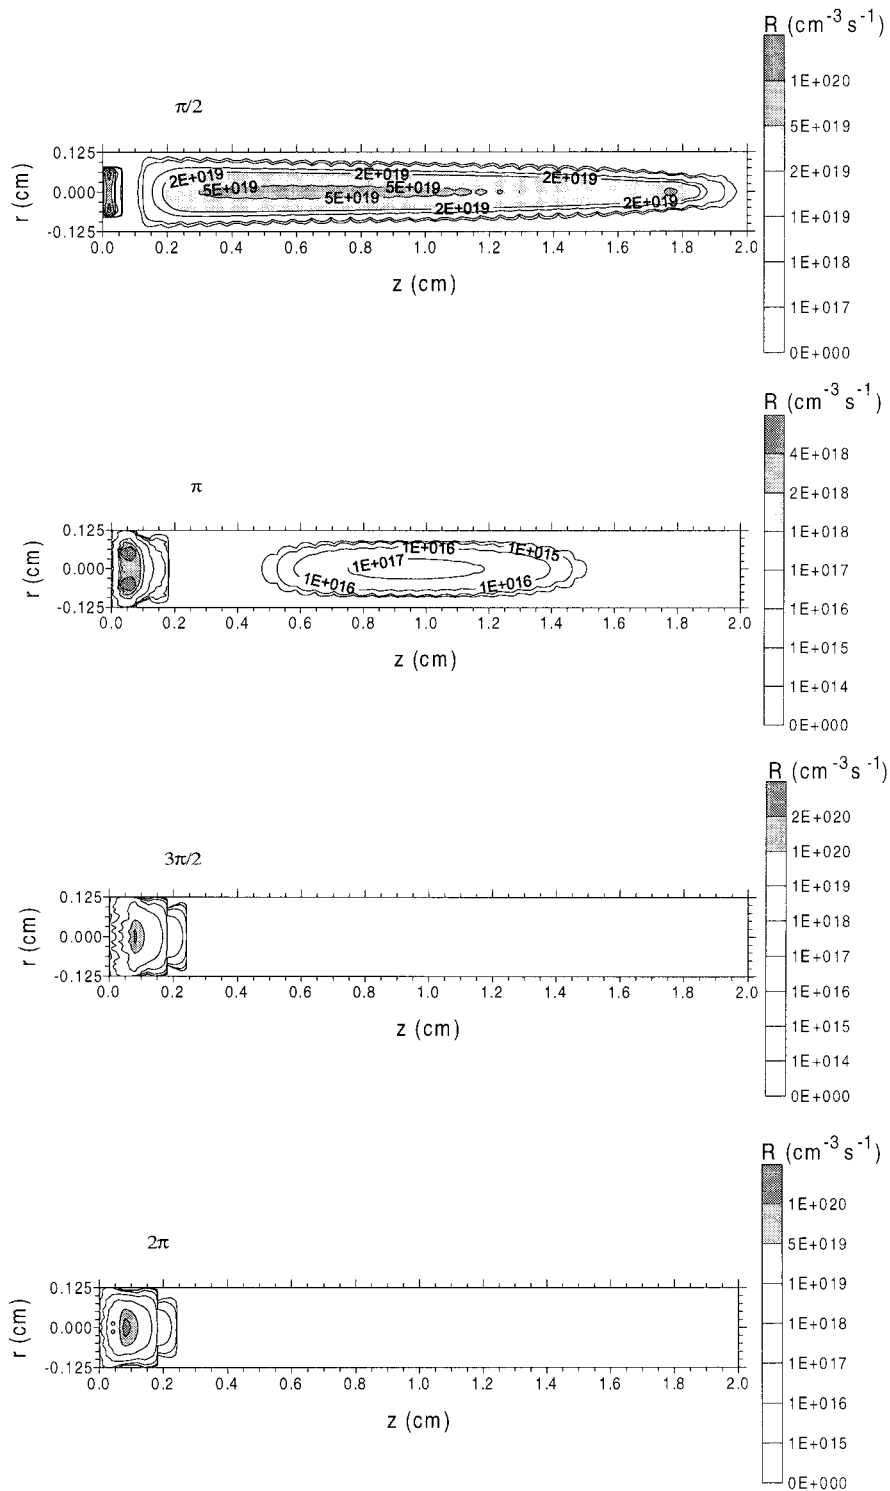 R (cm⁻³s⁻¹)
π/2
1E+020
5E+019
2E+019
1E+019
1E+018
1E+017
0E+000
r (cm)
0.125
0.000
-0.125
2E+019 2E+019 2E+019
5E+019 5E+019
5E+019
2E+019 2E+019
0.0 0.2 0.4 0.6 0.8 1.0 1.2 1.4 1.6 1.8 2.0
z (cm)
R (cm⁻³s⁻¹)
π
4E+018
2E+018
1E+018
1E+017
1E+016
1E+015
1E+014
0E+000
r (cm)
0.125
0.000
-0.125
1E+016 1E+015
1E+017
1E+016 1E+016
0.0 0.2 0.4 0.6 0.8 1.0 1.2 1.4 1.6 1.8 2.0
z (cm)
R (cm⁻³s⁻¹)
3π/2
2E+020
1E+020
1E+019
1E+018
1E+017
1E+016
1E+015
1E+014
0E+000
r (cm)
0.125
0.000
-0.125
0.0 0.2 0.4 0.6 0.8 1.0 1.2 1.4 1.6 1.8 2.0
z (cm)
R (cm⁻³s⁻¹)
2π
1E+020
5E+019
1E+019
1E+018
1E+017
1E+016
1E+015
0E+000
r (cm)
0.125
0.000
-0.125
0.0 0.2 0.4 0.6 0.8 1.0 1.2 1.4 1.6 1.8 2.0
z (cm)